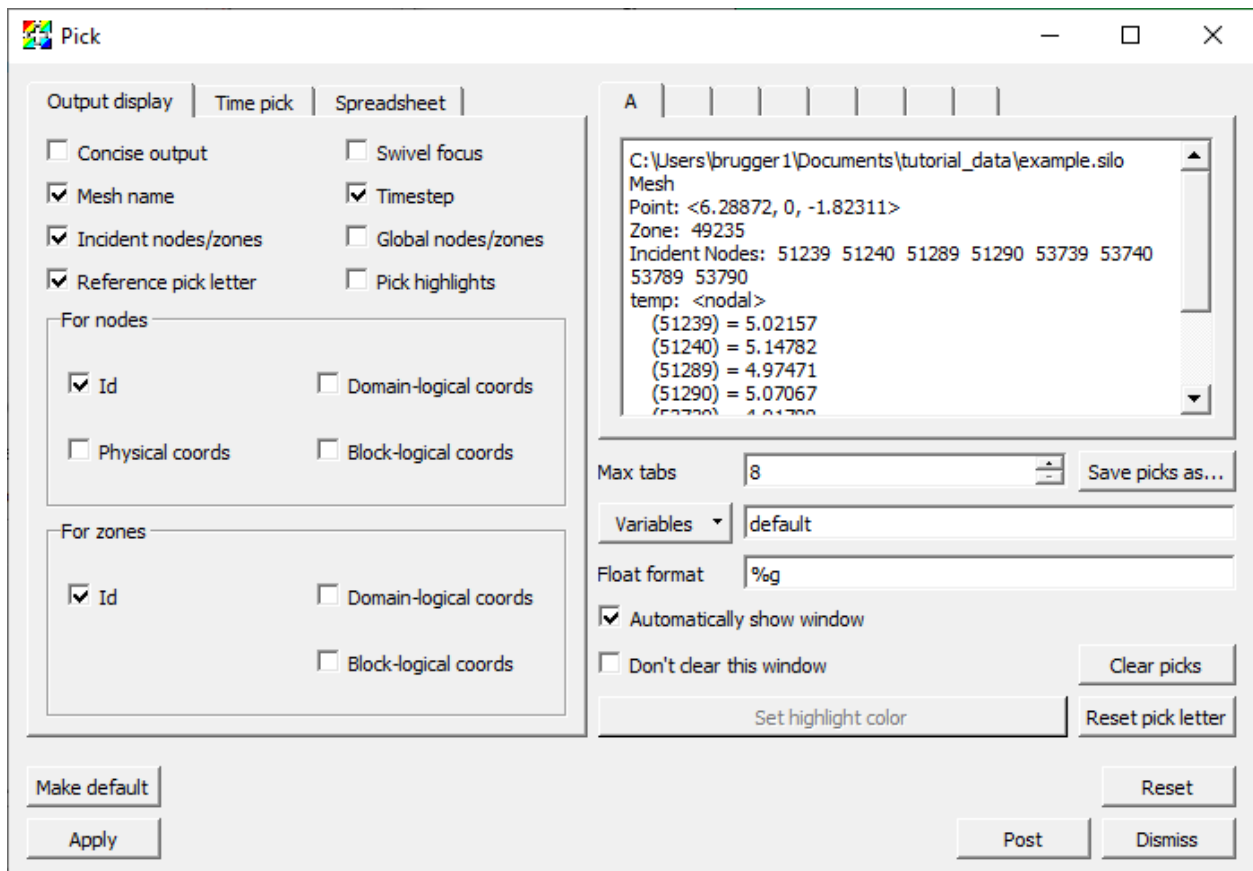 Pick
Output display Time pick Spreadsheet
Concise output Swivel focus
Mesh name Timestep
Incident nodes/zones Global nodes/zones
Reference pick letter Pick highlights
For nodes
Id Domain-logical coords
Physical coords Block-logical coords
For zones
Id Domain-logical coords
Block-logical coords
A
C:\Users\brugger1\Documents\tutorial_data\example.silo
Mesh
Point: <6.28872, 0, -1.82311>
Zone: 49235
Incident Nodes: 51239 51240 51289 51290 53739 53740
53789 53790
temp: <nodal>
(51239) = 5.02157
(51240) = 5.14782
(51289) = 4.97471
(51290) = 5.07067
Max tabs 8 Save picks as...
Variables default
Float format %g
Automatically show window
Don't clear this window Clear picks
Set highlight color Reset pick letter
Make default Reset
Apply Post Dismiss